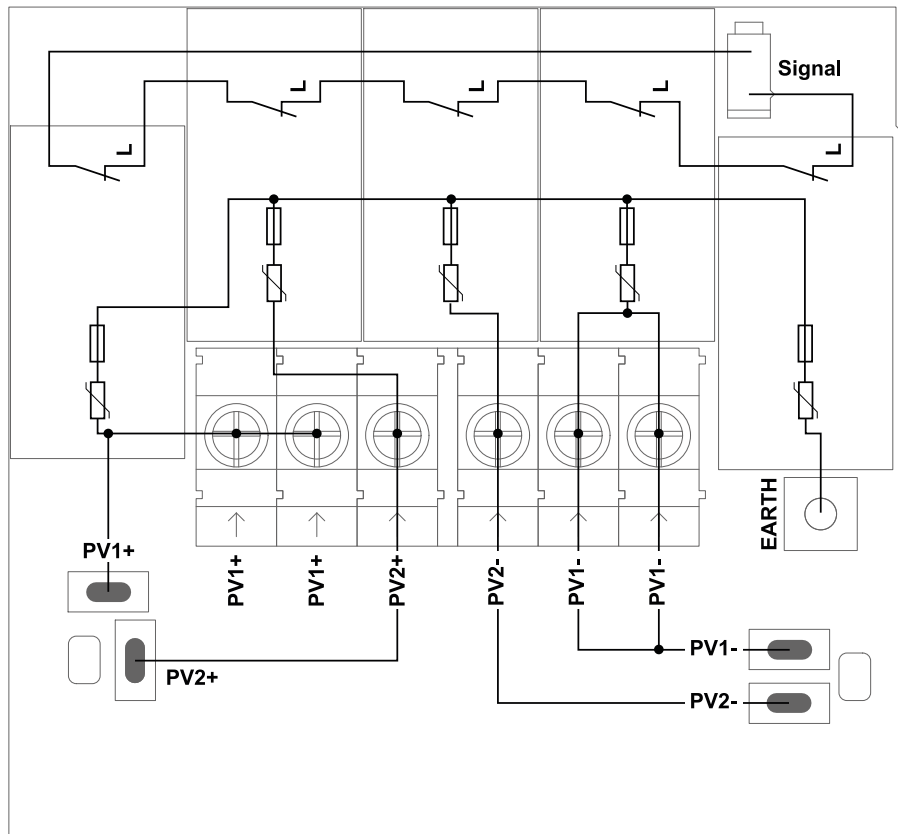 Signal
L
L
L
L
L
EARTH
PV1+
PV1+
PV1+
PV2+
PV2-
PV1-
PV1-
PV2+
PV1-
PV2-